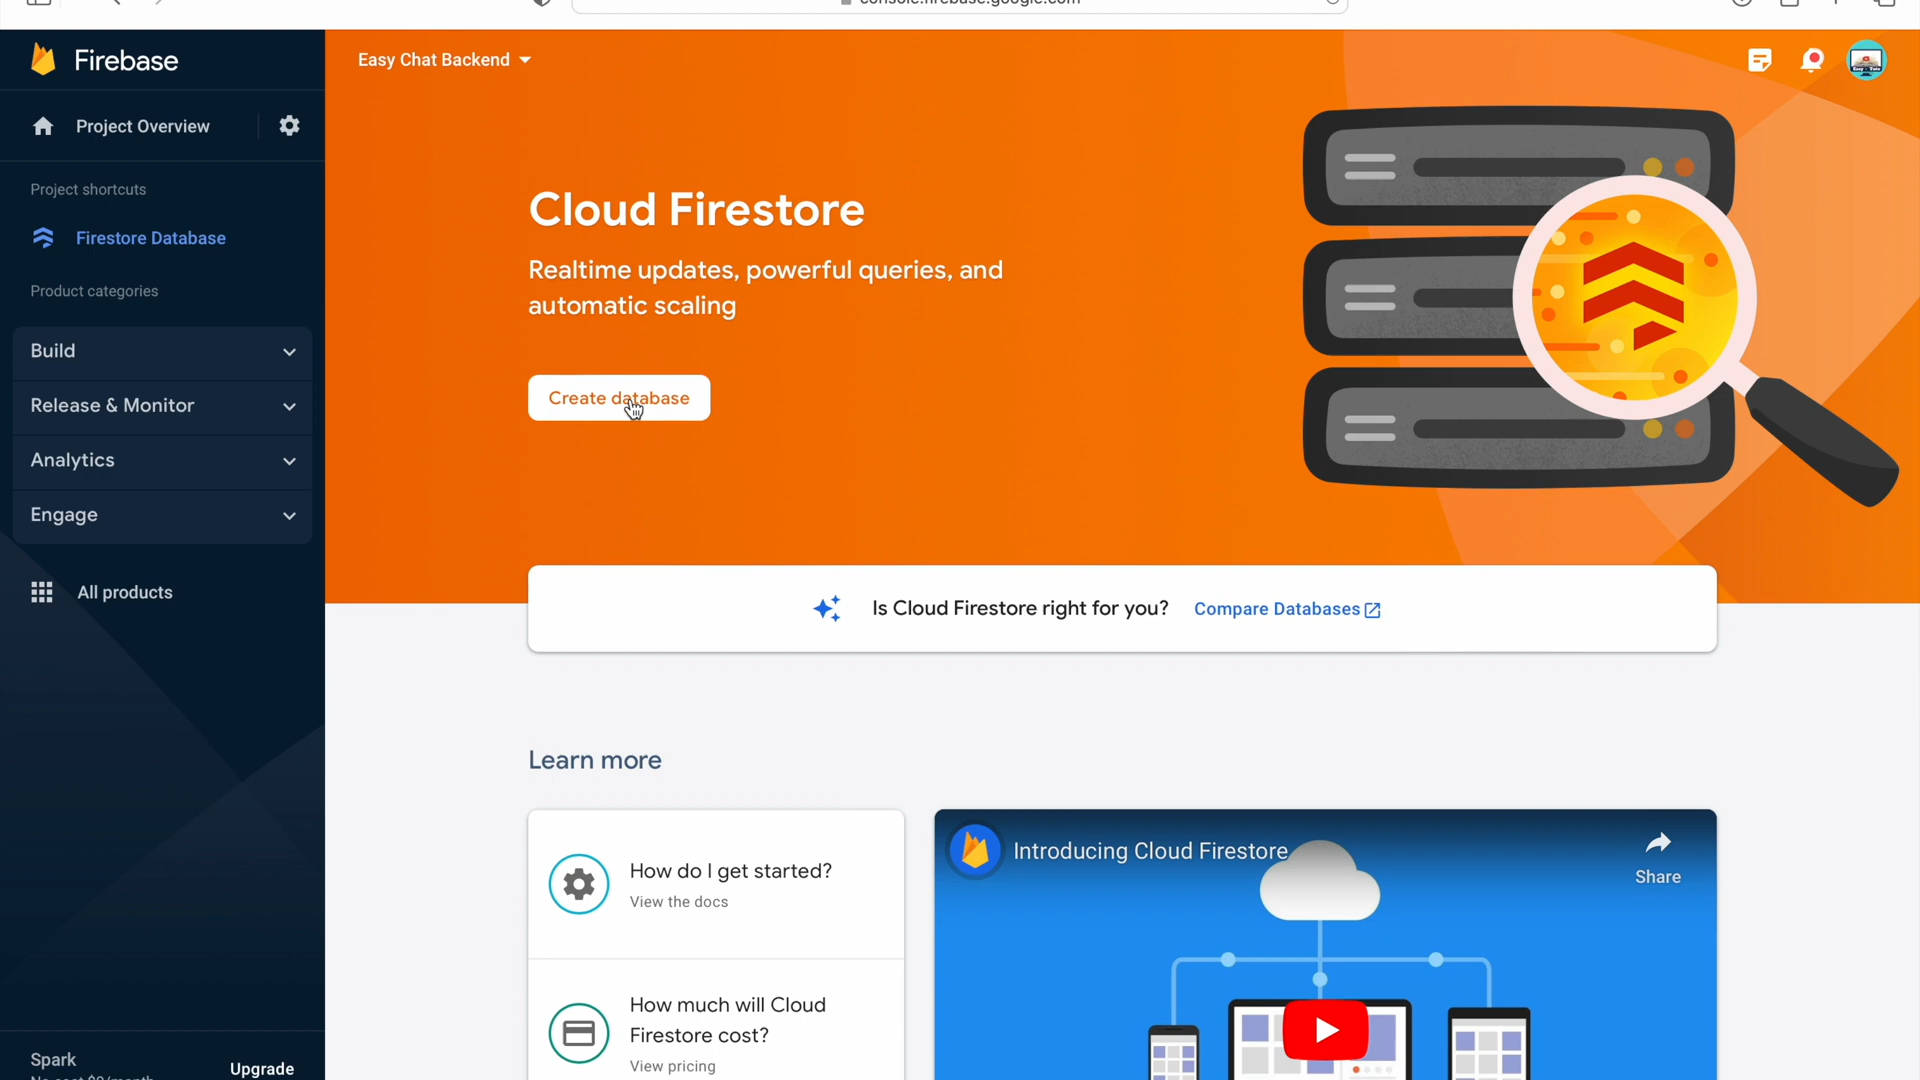 Firebase
Easy Chat Backend
Project Overview
Project shortcuts
Firestore Database
Product categories
Build
Release & Monitor
Analytics
Engage
All products
Spark
Upgrade
Cloud Firestore
Realtime updates, powerful queries, and
automatic scaling
Create database
Is Cloud Firestore right for you? Compare Databases
Learn more
How do I get started?
View the docs
How much will Cloud
Firestore cost?
View pricing
Introducing Cloud Firestore
Share